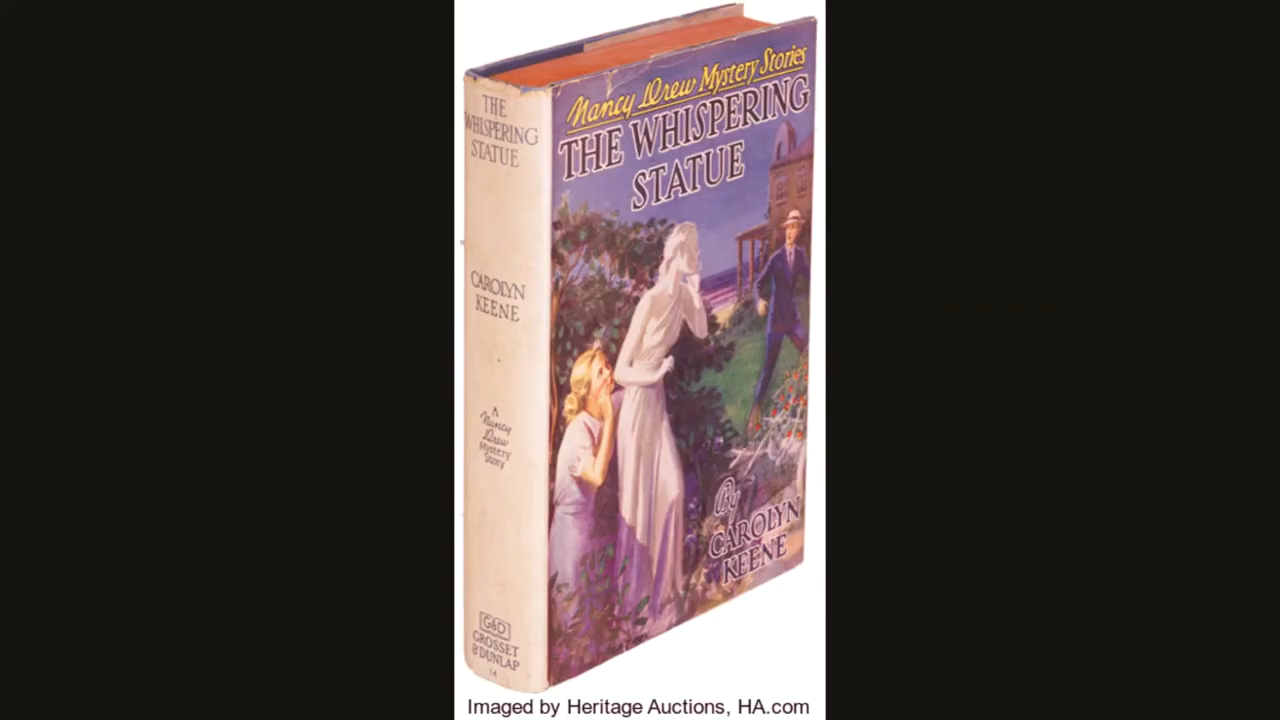 THE
WHISPERING
STATUE
CAROLYN
KEENE
A
Nancy
Drew
Mystery
Story
G&D
GROSSET
& DUNLAP
14
Nancy Drew Mystery Stories
THE WHISPERING
STATUE
By
CAROLYN
KEENE
Imaged by Heritage Auctions, HA.com